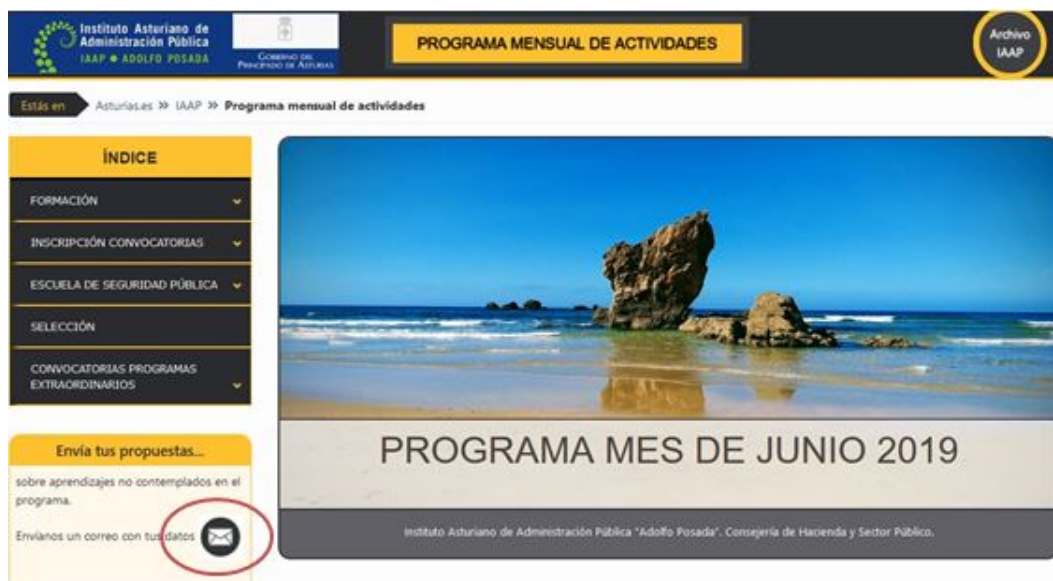 Instituto Asturiano de
Administración Pública
IAAP ● ADOLFO POSADA
GOBIERNO DEL
PRINCIPADO DE ASTURIAS
PROGRAMA MENSUAL DE ACTIVIDADES
Archivo
IAAP
Estás en
Asturias.es » IAAP » Programa mensual de actividades
ÍNDICE
FORMACIÓN
INSCRIPCIÓN CONVOCATORIAS
ESCUELA DE SEGURIDAD PÚBLICA
SELECCIÓN
CONVOCATORIAS PROGRAMAS
EXTRAORDINARIOS
Envía tus propuestas...
sobre aprendizajes no contemplados en el
programa.
Envíanos un correo con tus datos
PROGRAMA MES DE JUNIO 2019
Instituto Asturiano de Administración Pública "Adolfo Posada". Consejería de Hacienda y Sector Público.